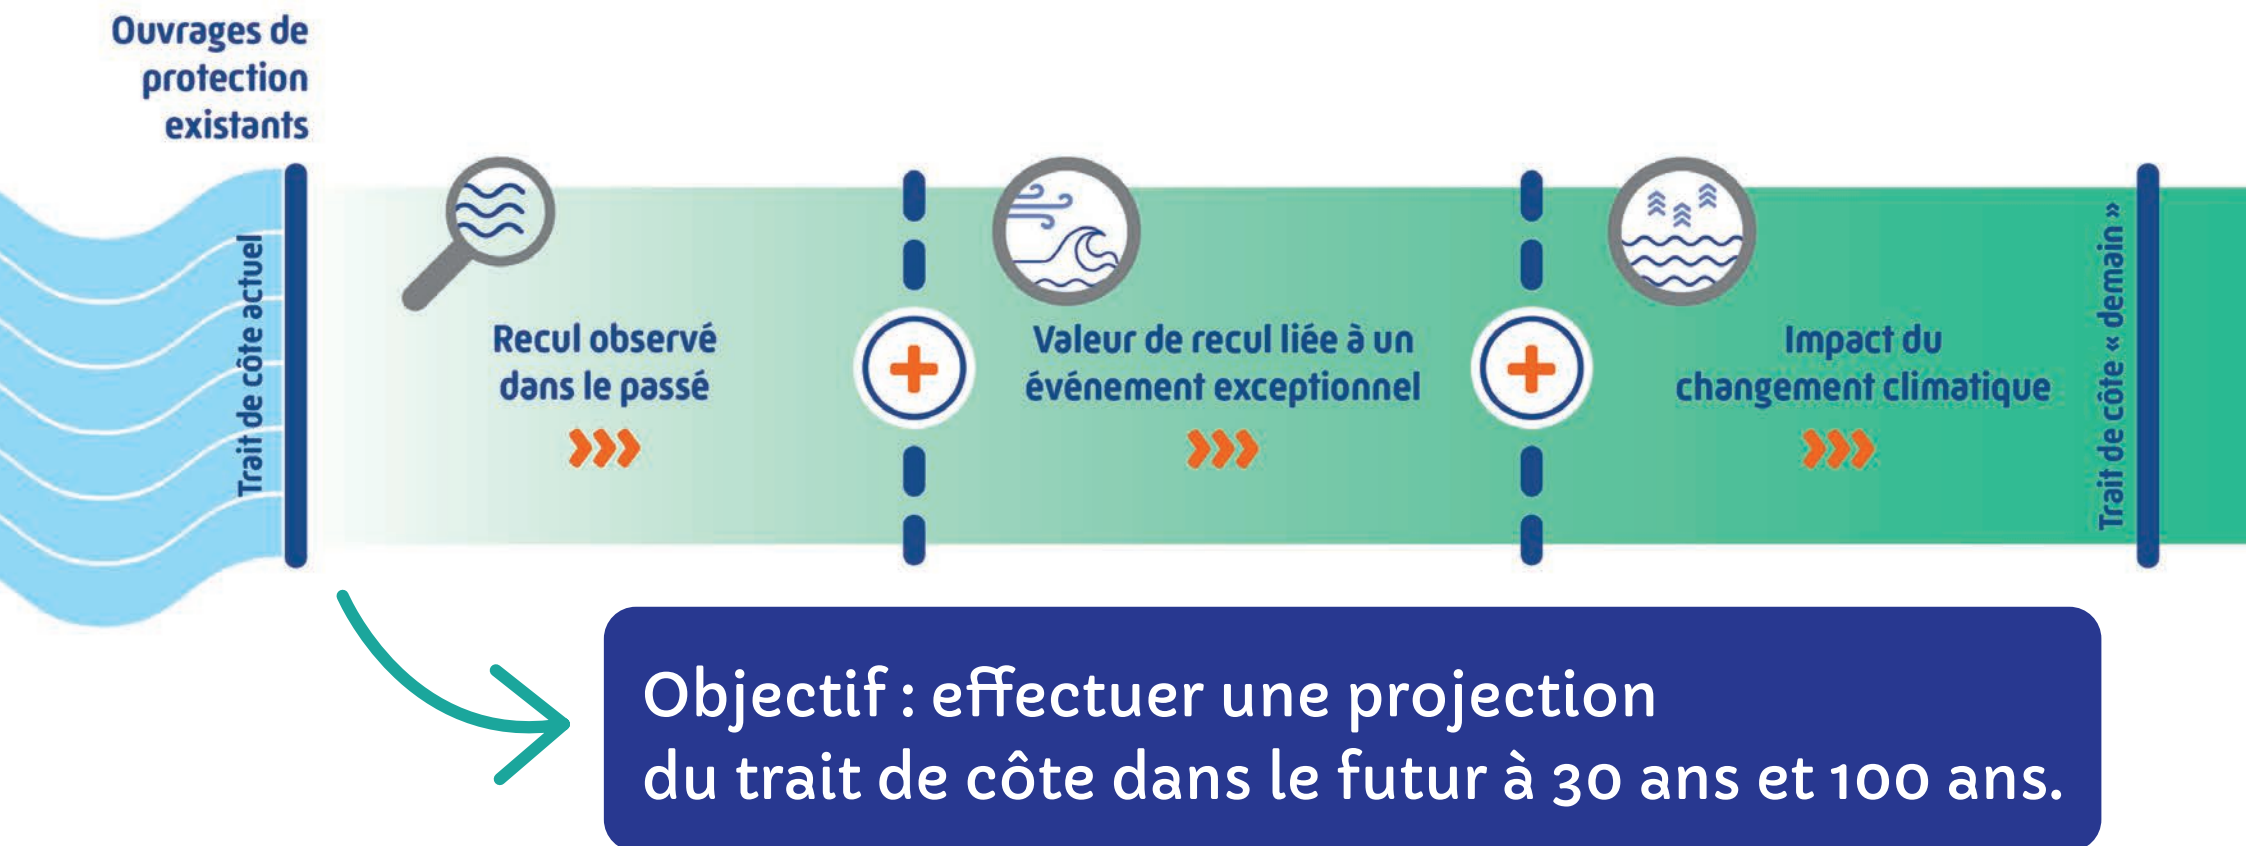 Ouvrages de
protection
existants
Trait de côte actuel
Recul observé
dans le passé
Valeur de recul liée à un
événement exceptionnel
Impact du
changement climatique
Trait de côte « demain »
Objectif : effectuer une projection
du trait de côte dans le futur à 30 ans et 100 ans.